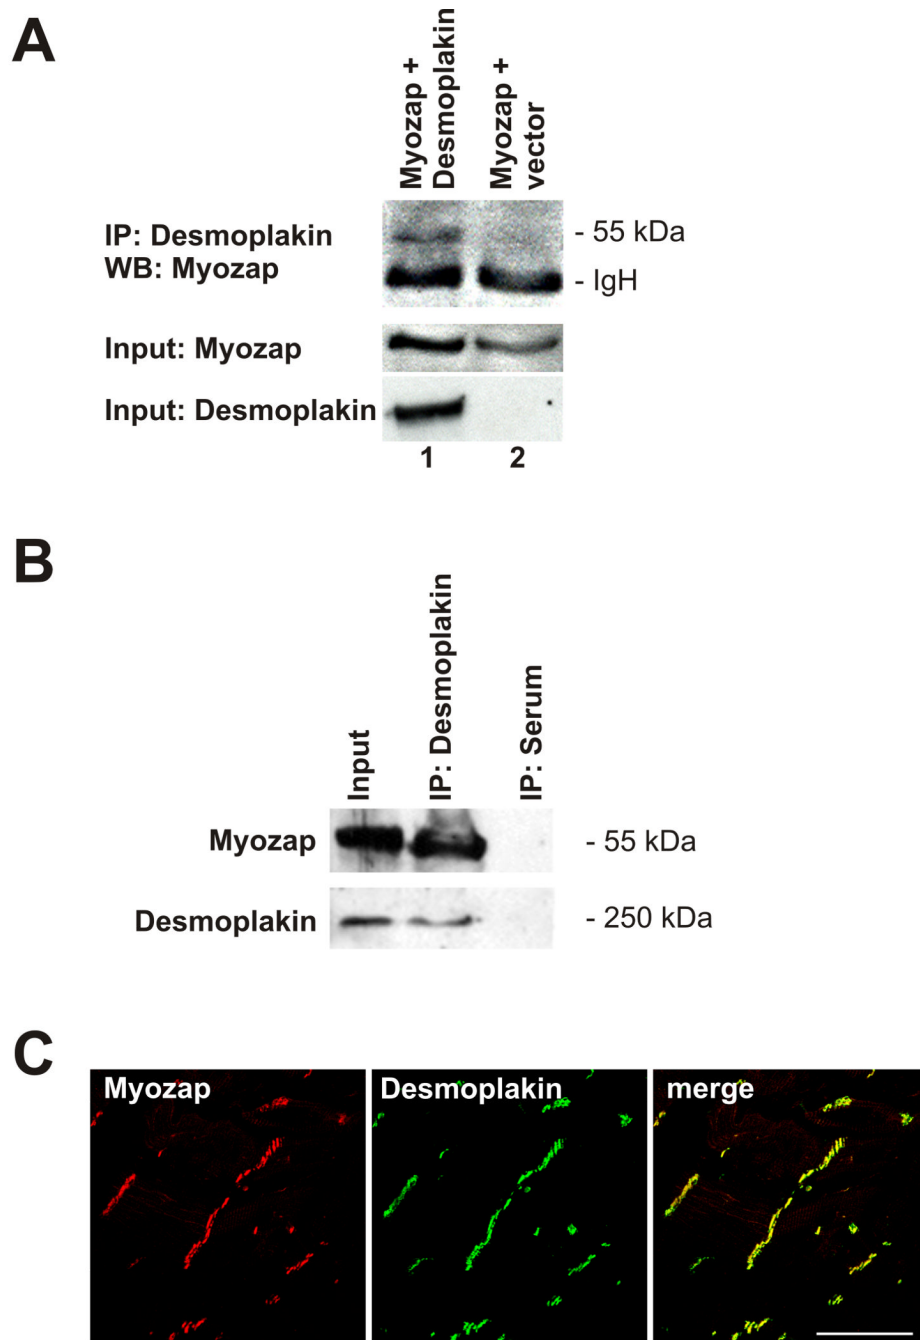 A
Myozap +
Desmoplakin
Myozap +
vector
IP: Desmoplakin
WB: Myozap
- 55 kDa
- IgH
Input: Myozap
Input: Desmoplakin
1 2
B
Input
IP: Desmoplakin
IP: Serum
Myozap
- 55 kDa
Desmoplakin
- 250 kDa
C
Myozap Desmoplakin merge